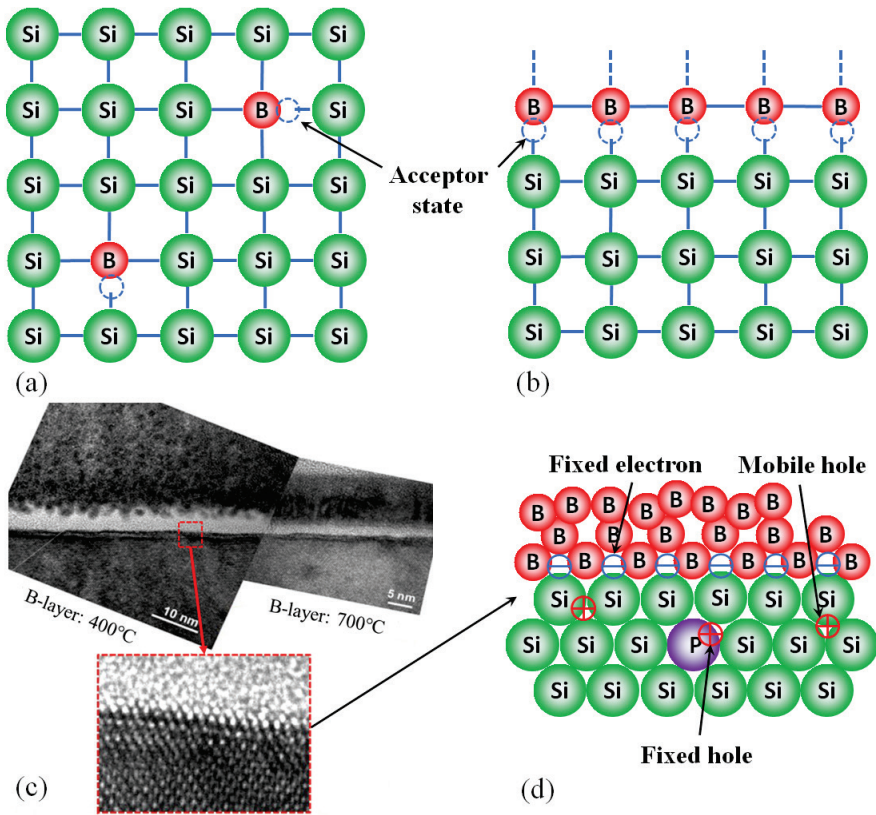 Si Si Si Si Si
Si Si Si B Si
Si Si Si Si Si
Si B Si Si Si
Si Si Si Si Si
(a)
Acceptor
state
B B B B B
Si Si Si Si Si
Si Si Si Si Si
Si Si Si Si Si
(b)
B-layer: 400℃
10 nm
B-layer: 700℃
5 nm
(c)
Fixed electron
Mobile hole
B B B B B B B
B B B B B
B B B B B B B
Si Si Si Si Si Si
Si Si Si P Si Si Si
Si Si Si Si Si Si
Fixed hole
(d)